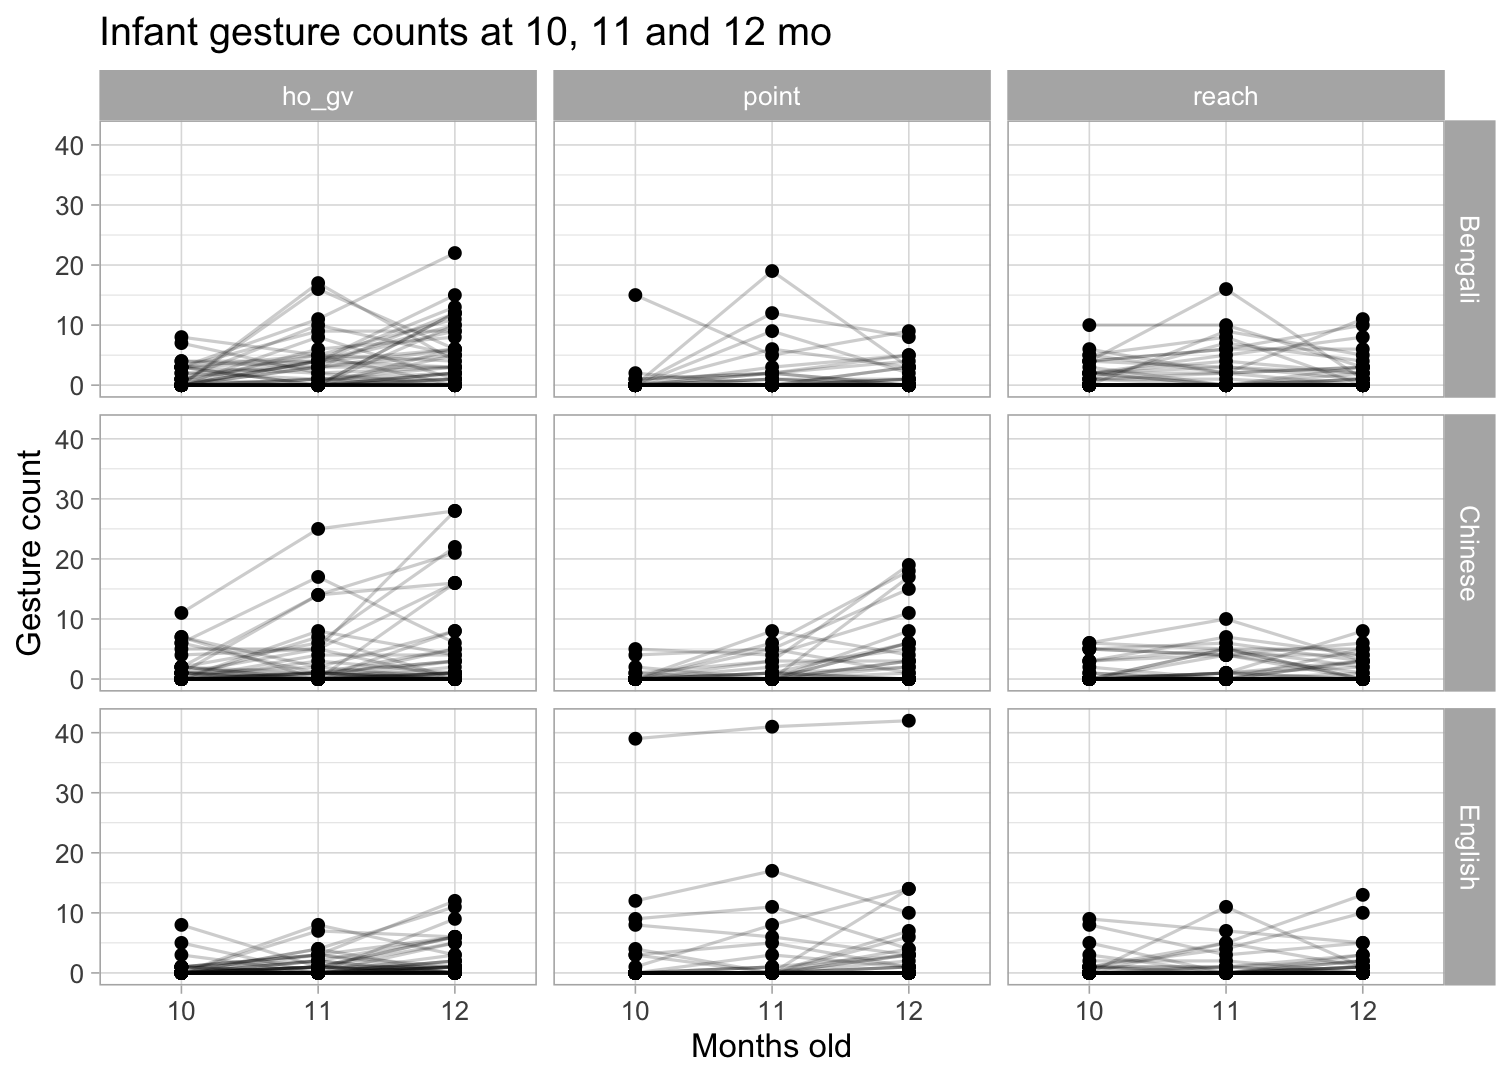 Infant gesture counts at 10, 11 and 12 mo
ho_gv point reach
40
30
20
10
0
Bengali
40
30
20
10
0
Chinese
40
30
20
10
0
English
Gesture count
10 11 12 10 11 12 10 11 12
Months old